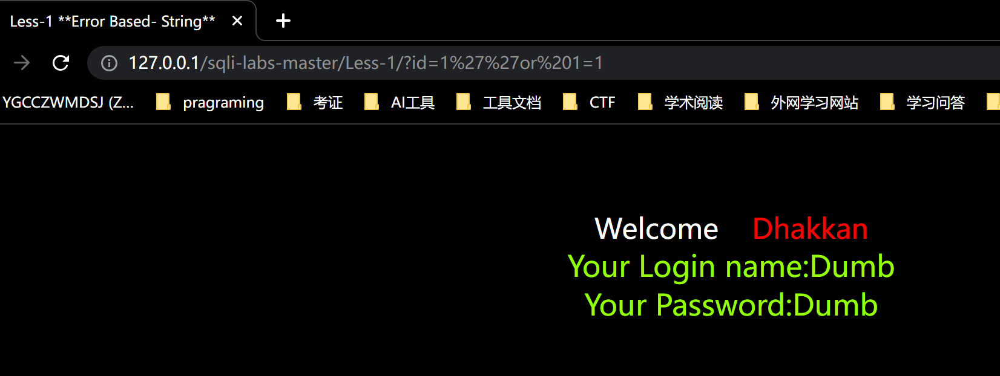 Less-1 **Error Based- String**
127.0.0.1/sqli-labs-master/Less-1/?id=1%27%27or%201=1
YGCCZWMDSJ (Z... pragraming 考证 AI工具 工具文档 CTF 学术阅读 外网学习网站 学习问答
Welcome Dhakkan
Your Login name:Dumb
Your Password:Dumb